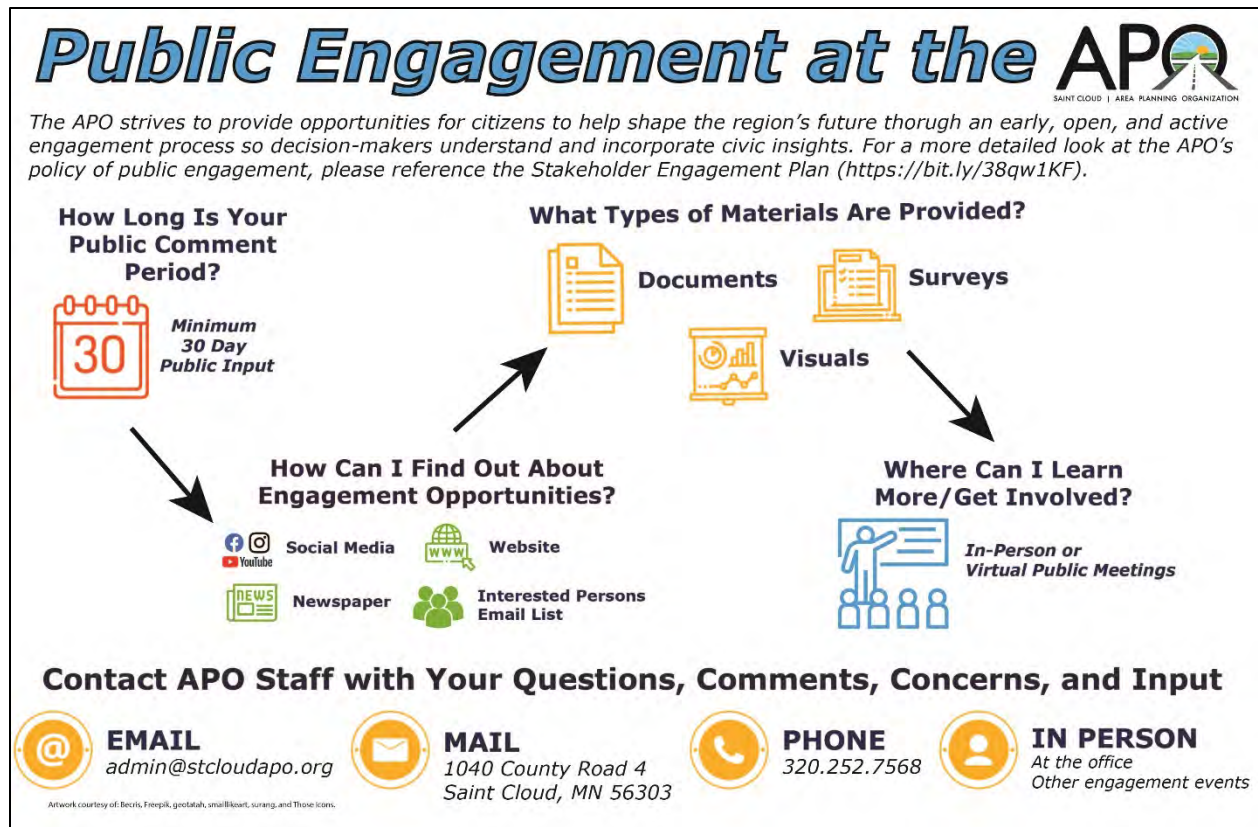 Public Engagement at the APO
SAINT CLOUD | AREA PLANNING ORGANIZATION
The APO strives to provide opportunities for citizens to help shape the region's future thorugh an early, open, and active
engagement process so decision-makers understand and incorporate civic insights. For a more detailed look at the APO's
policy of public engagement, please reference the Stakeholder Engagement Plan (https://bit.ly/38qw1KF).
How Long Is Your
Public Comment
Period?
30
Minimum
30 Day
Public Input
How Can I Find Out About
Engagement Opportunities?
YouTube
Social Media
WWW
Website
NEWS
Newspaper
Interested Persons
Email List
What Types of Materials Are Provided?
Documents
Surveys
Visuals
Where Can I Learn
More/Get Involved?
In-Person or
Virtual Public Meetings
Contact APO Staff with Your Questions, Comments, Concerns, and Input
@
EMAIL
admin@stcloudapo.org
MAIL
1040 County Road 4
Saint Cloud, MN 56303
PHONE
320.252.7568
IN PERSON
At the office
Other engagement events
Artwork courtesy of: Becris, Freepik, geotatah, smalllikeart, surang, and Those Icons.